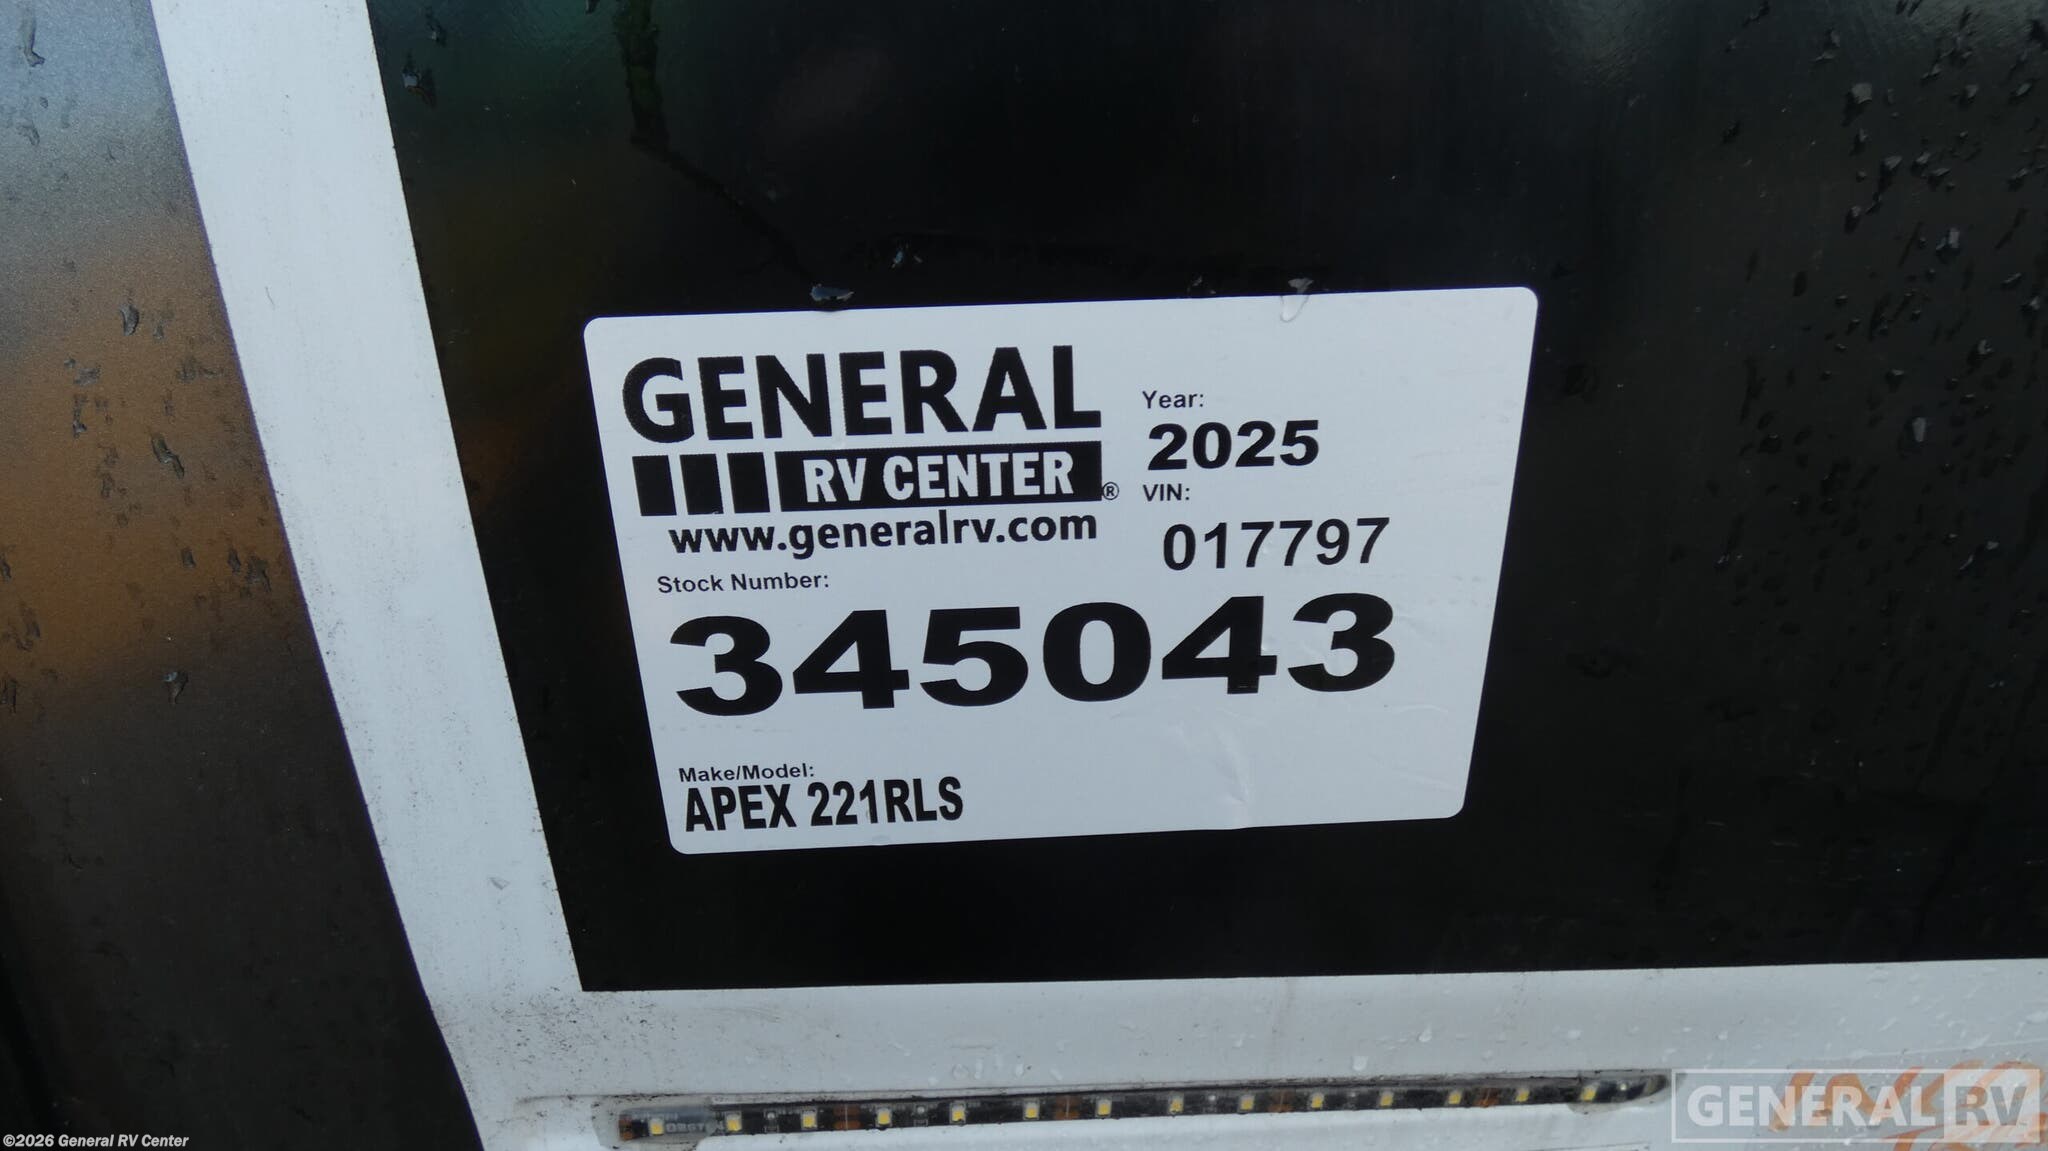 GENERAL
RV CENTER®
www.generalrv.com
Year:
2025
VIN:
017797
Stock Number:
345043
Make/Model:
APEX 221RLS
©2026 General RV Center
GENERAL RV